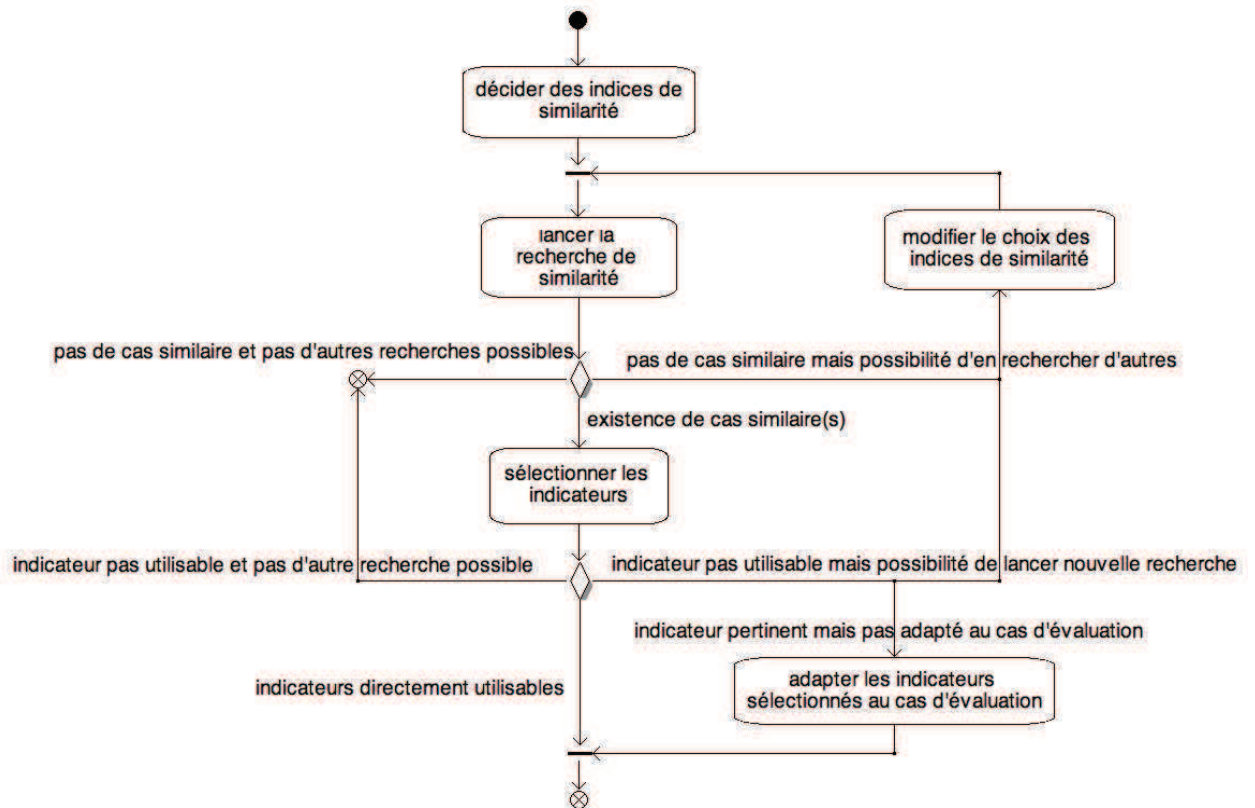 décider des indices de
similarité
lancer la
recherche de
similarité
modifier le choix des
indices de similarité
pas de cas similaire et pas d'autres recherches possibles
pas de cas similaire mais possibilité d'en rechercher d'autres
existence de cas similaire(s)
sélectionner les
indicateurs
indicateur pas utilisable et pas d'autre recherche possible
indicateur pas utilisable mais possibilité de lancer nouvelle recherche
indicateur pertinent mais pas adapté au cas d'évaluation
indicateurs directement utilisables
adapter les indicateurs
sélectionnés au cas d'évaluation